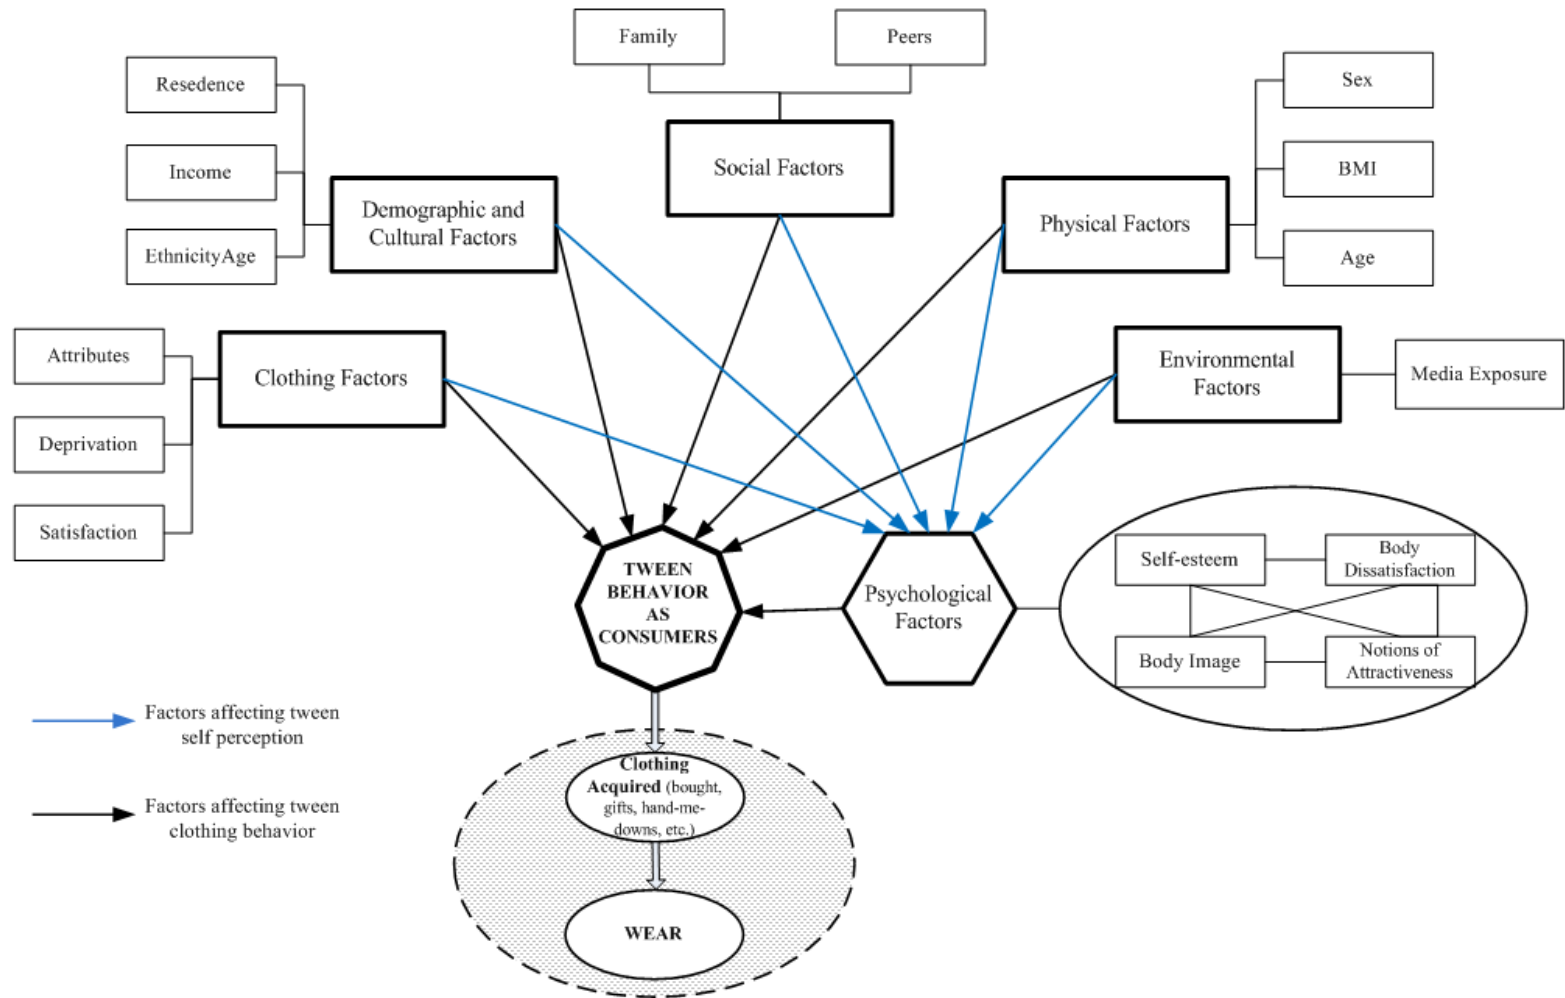 Family
Peers
Resedence
Sex
Income
Social Factors
BMI
Demographic and
Cultural Factors
Physical Factors
EthnicityAge
Age
Attributes
Clothing Factors
Environmental
Factors
Media Exposure
Deprivation
Satisfaction
TWEEN
BEHAVIOR
AS
CONSUMERS
Psychological
Factors
Self-esteem
Body
Dissatisfaction
Body Image
Notions of
Attractiveness
Factors affecting tween
self perception
Clothing
Acquired (bought,
gifts, hand-me-
downs, etc.)
Factors affecting tween
clothing behavior
WEAR